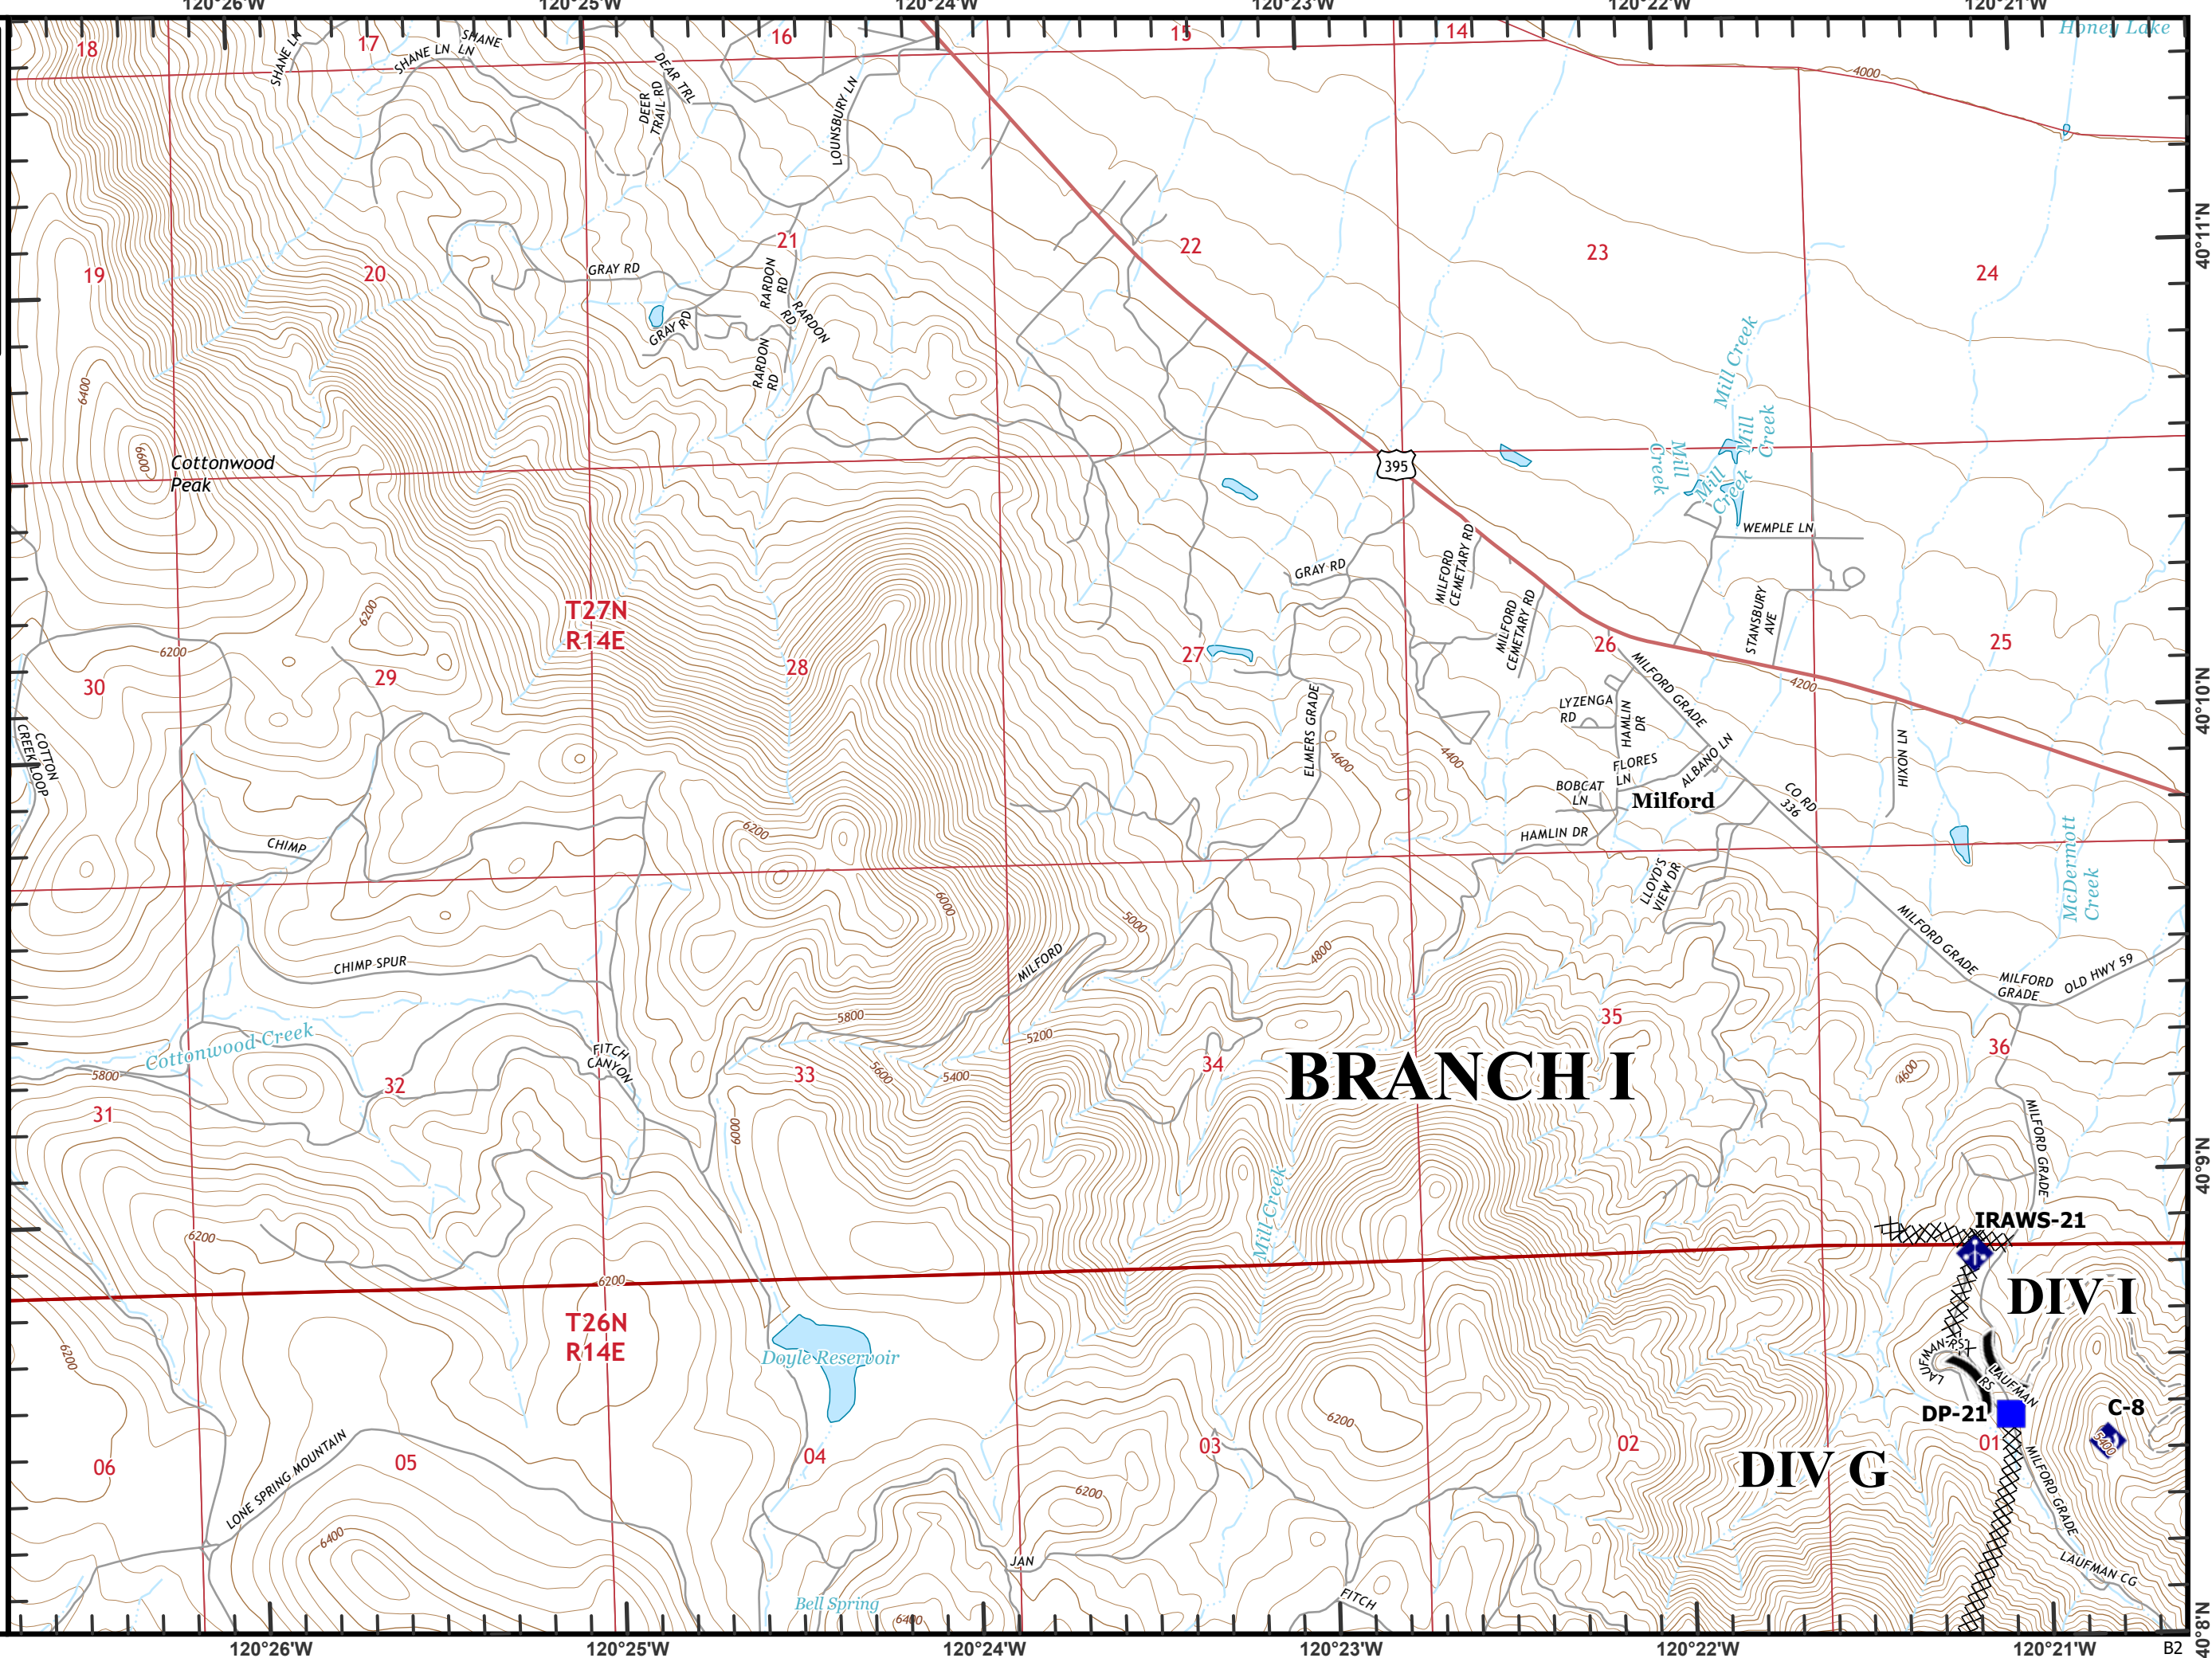 120°26'W
120°25'W
120°24'W
120°23'W
120°22'W
120°21'W
18
17
16
15
14
Honey Lake
SHANE LN
SHANE LN
SHANE
LN
DEAR TRL
DEER
TRAIL RD
LOUNSBURY LN
4000
40°11'N
19
20
21
22
23
24
GRAY RD
RARDON
RD
RARDON
RD
GRAY RD
RARDON
RD
Mill Creek
6400
6600
Cottonwood
Peak
395
Mill
Creek
Mill
Creek
Mill
Creek
WEMPLE LN
MILFORD
CEMETARY RD
GRAY RD
MILFORD
CEMETARY RD
STANSBURY
AVE
6200
T27N
R14E
6200
30
29
28
27
26
25
MILFORD GRADE
4200
40°10'N
LYZENGA
RD
HAMLIN
DR
ELMERS GRADE
4600
4400
COTTON
CREEK LOOP
FLORES
LN
ALBANO LN
HIXON LN
BOBCAT
LN
Milford
CO RD
336
HAMLIN DR
6200
CHIMP
LLOYD'S
VIEW DR
McDermott
Creek
6000
5000
4800
MILFORD
MILFORD GRADE
CHIMP SPUR
MILFORD
GRADE
OLD HWY 59
5800
5200
35
36
Cottonwood Creek
FITCH
CANYON
5800
32
33
5600
5400
34
BRANCH I
4600
31
6000
MILFORD GRADE
40°9'N
Mill Creek
6200
IRAWS-21
6200
T26N
R14E
DIV I
6200
Doyle Reservoir
LAUFMAN RS
LAUFMAN
RS
DP-21
C-8
5400
6200
06
05
04
03
02
01
LONE SPRING MOUNTAIN
DIV G
MILFORD GRADE
6200
6400
JAN
LAUFMAN CG
FITCH
Bell Spring
6400
40°8'N
120°26'W
120°25'W
120°24'W
120°23'W
120°22'W
120°21'W
B2